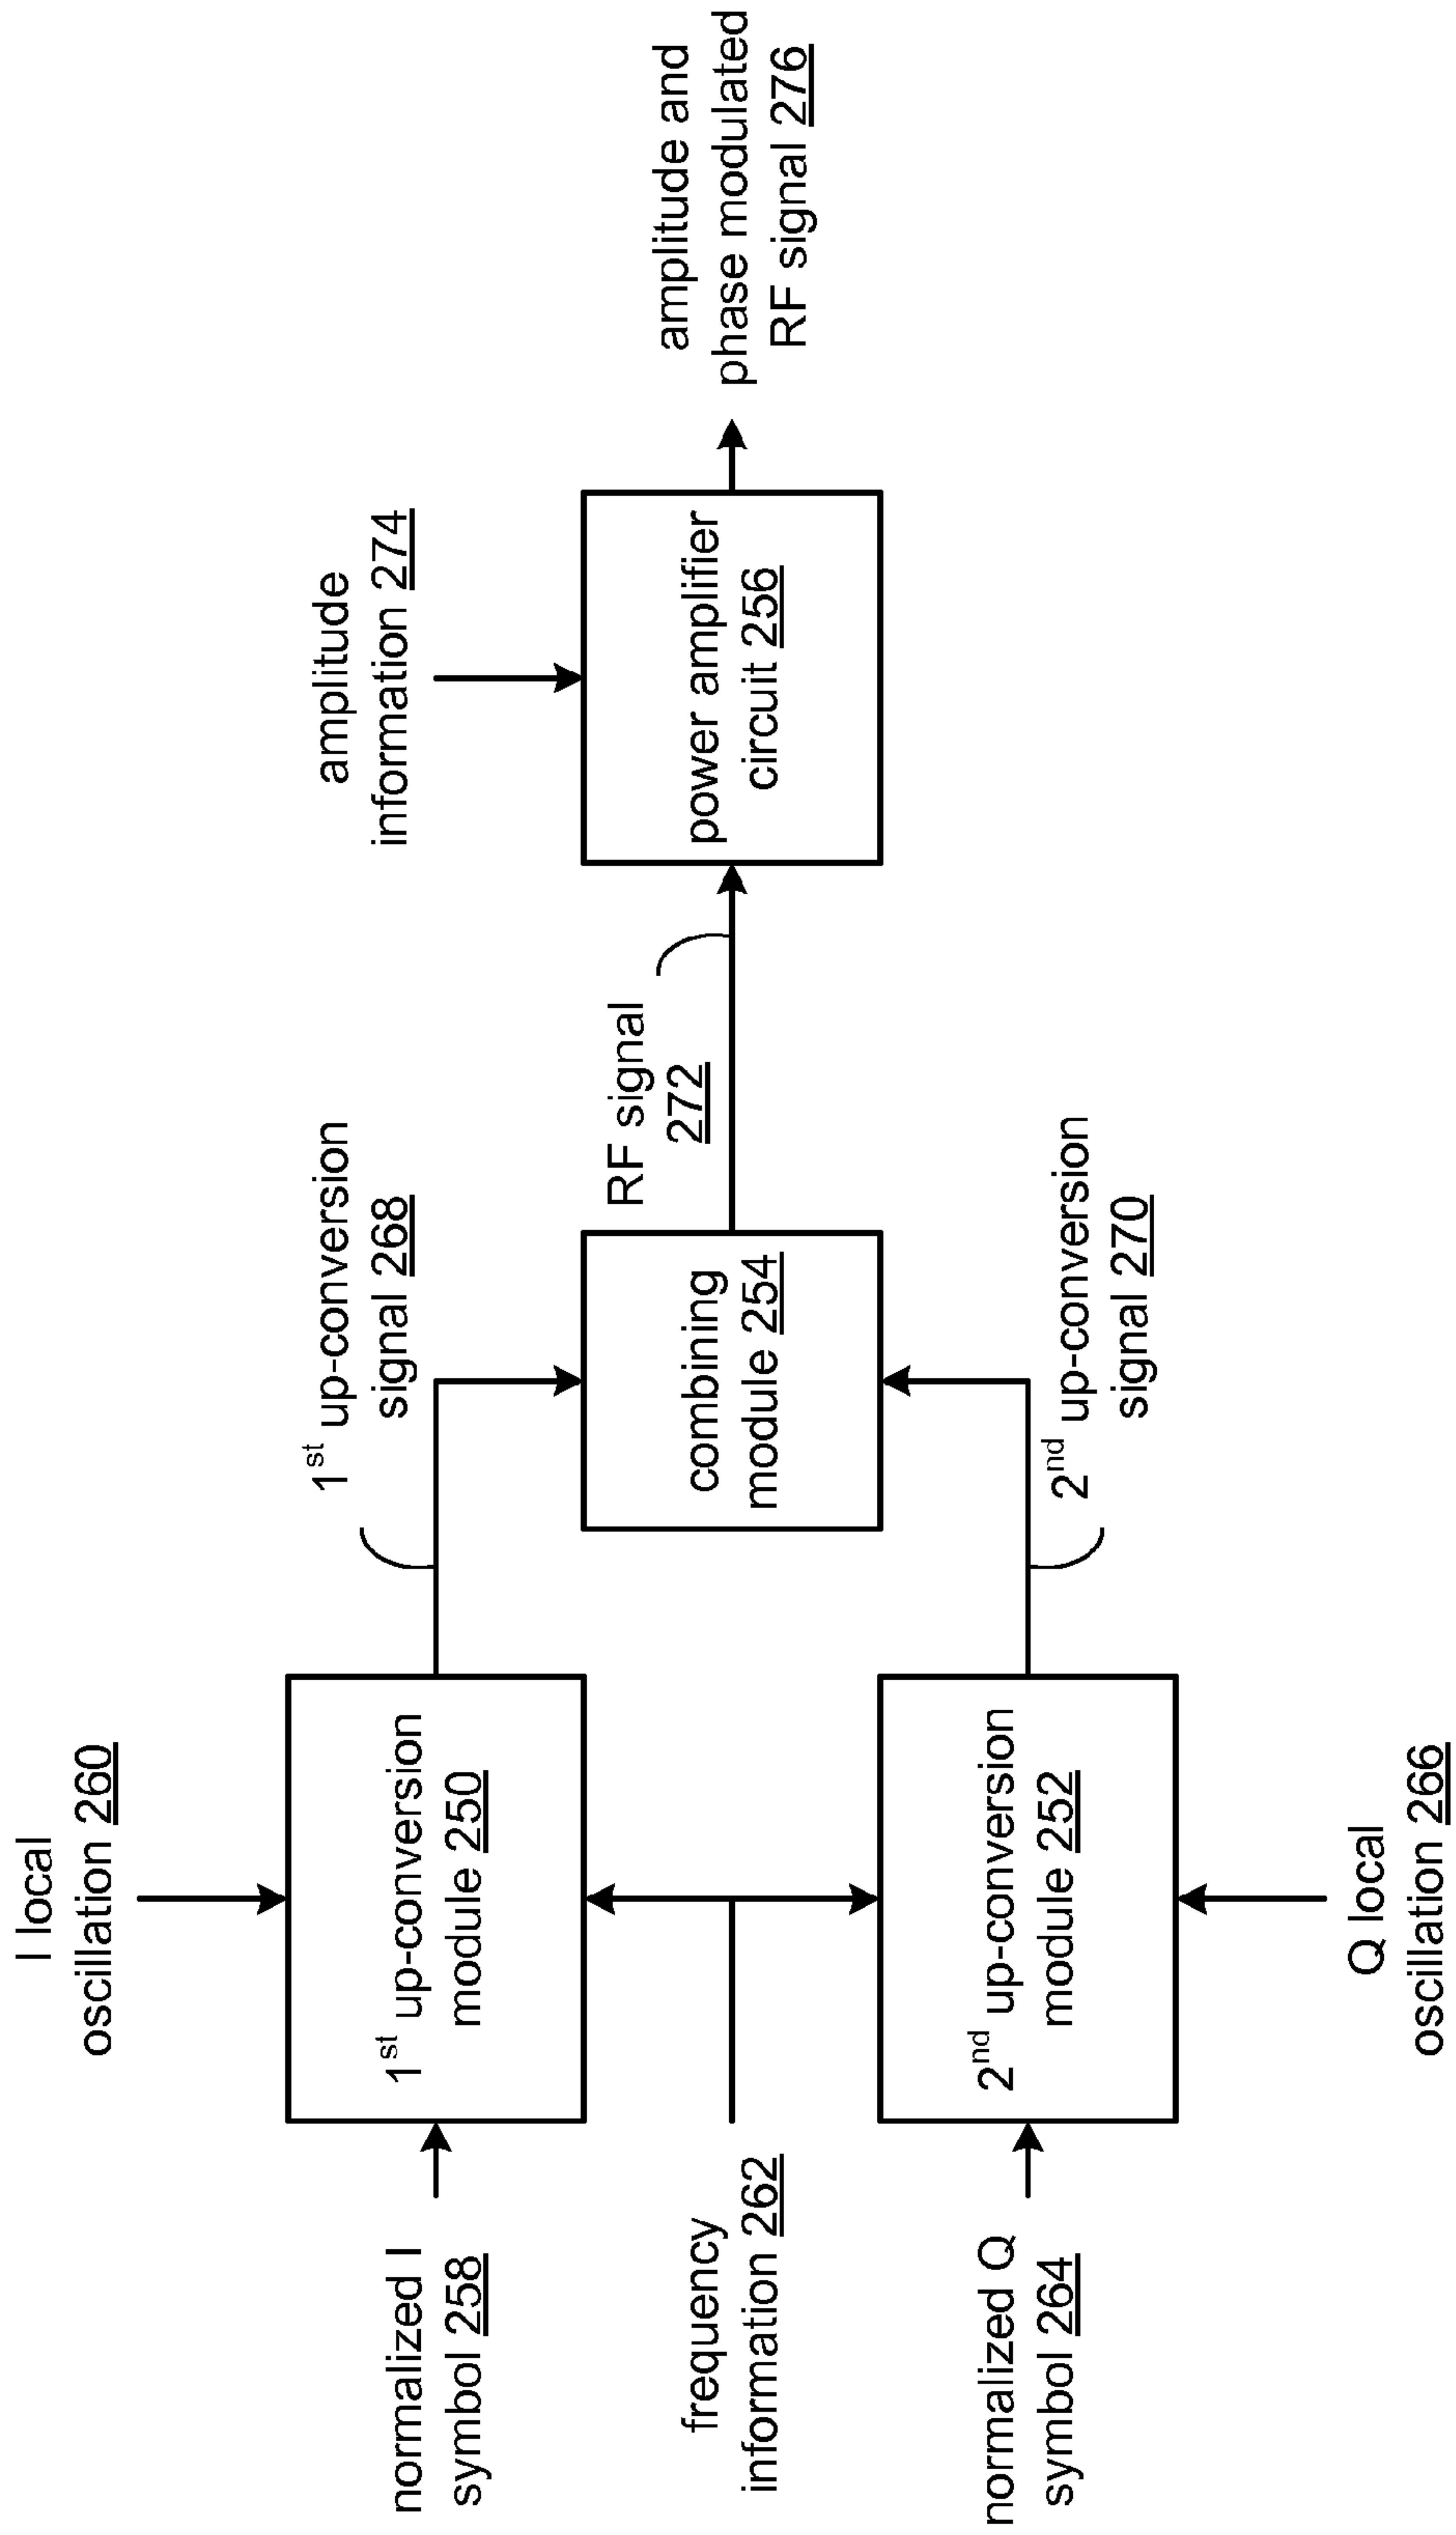 I local
oscillation 260
normalized I
symbol 258
1st up-conversion
module 250
1st up-conversion
signal 268
frequency
information 262
combining
module 254
RF signal
272
amplitude
information 274
power amplifier
circuit 256
amplitude and
phase modulated
RF signal 276
normalized Q
symbol 264
2nd up-conversion
module 252
2nd up-conversion
signal 270
Q local
oscillation 266